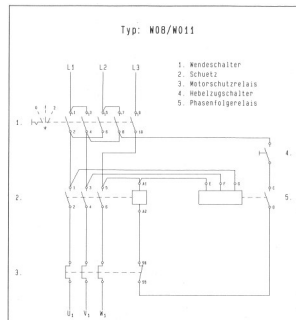 Typ: W08/W011
L1 L2 L3
1. Wendeschalter
2. Schuetz
3. Motorschutzrelais
4. Hebelzugschalter
5. Phasenfolgerelais
1.
4.
A1
2.
5.
A2
3.
U1 V1 W1